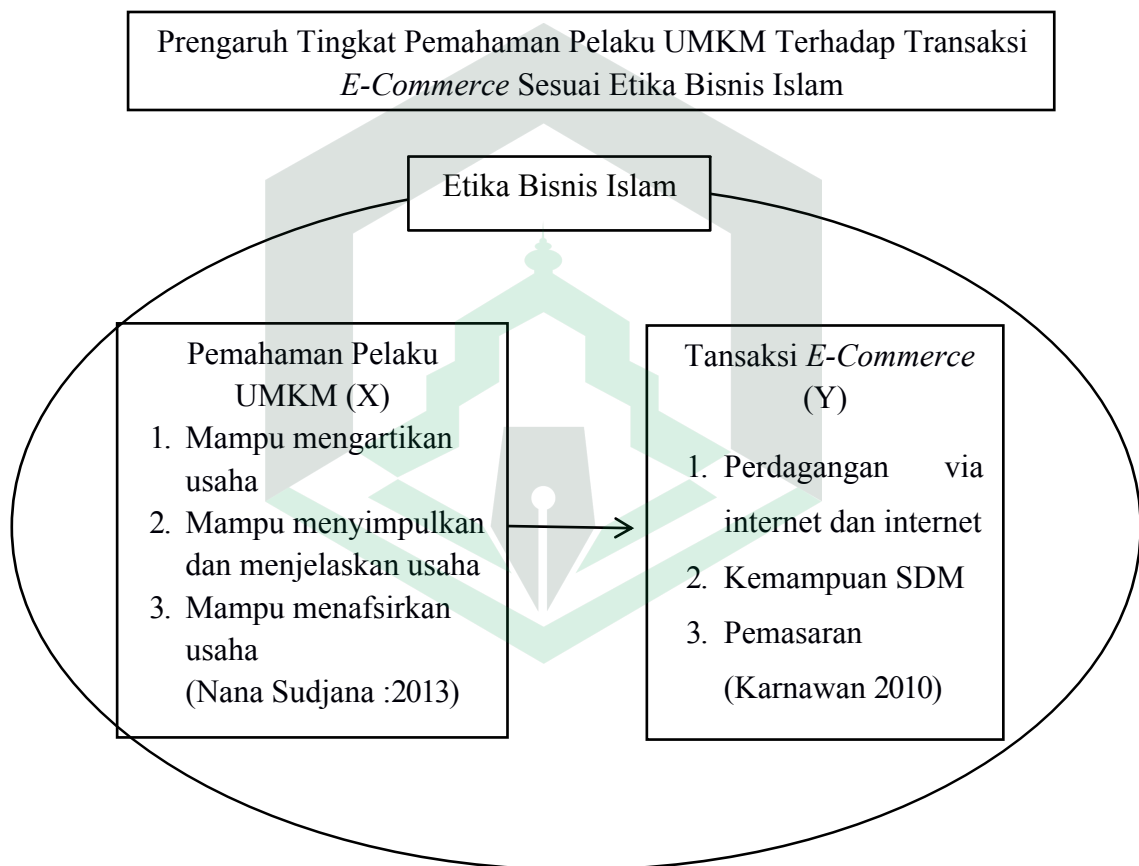 Prengaruh Tingkat Pemahaman Pelaku UMKM Terhadap Transaksi
E-Commerce Sesuai Etika Bisnis Islam
Etika Bisnis Islam
Pemahaman Pelaku
UMKM (X)
1. Mampu mengartikan
usaha
2. Mampu menyimpulkan
dan menjelaskan usaha
3. Mampu menafsirkan
usaha
(Nana Sudjana :2013)
Tansaksi E-Commerce
(Y)
1. Perdagangan via
internet dan internet
2. Kemampuan SDM
3. Pemasaran
(Karnawan 2010)